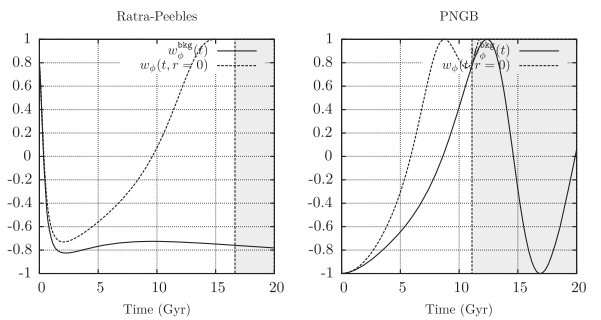 Ratra-Peebles
PNGB
w_ϕ^bkg(t)
w_ϕ(t, r = 0)
1
0.8
0.6
0.4
0.2
0
-0.2
-0.4
-0.6
-0.8
-1
0 5 10 15 20
Time (Gyr)
w_ϕ^bkg(t)
w_ϕ(t, r = 0)
1
0.8
0.6
0.4
0.2
0
-0.2
-0.4
-0.6
-0.8
-1
0 5 10 15 20
Time (Gyr)